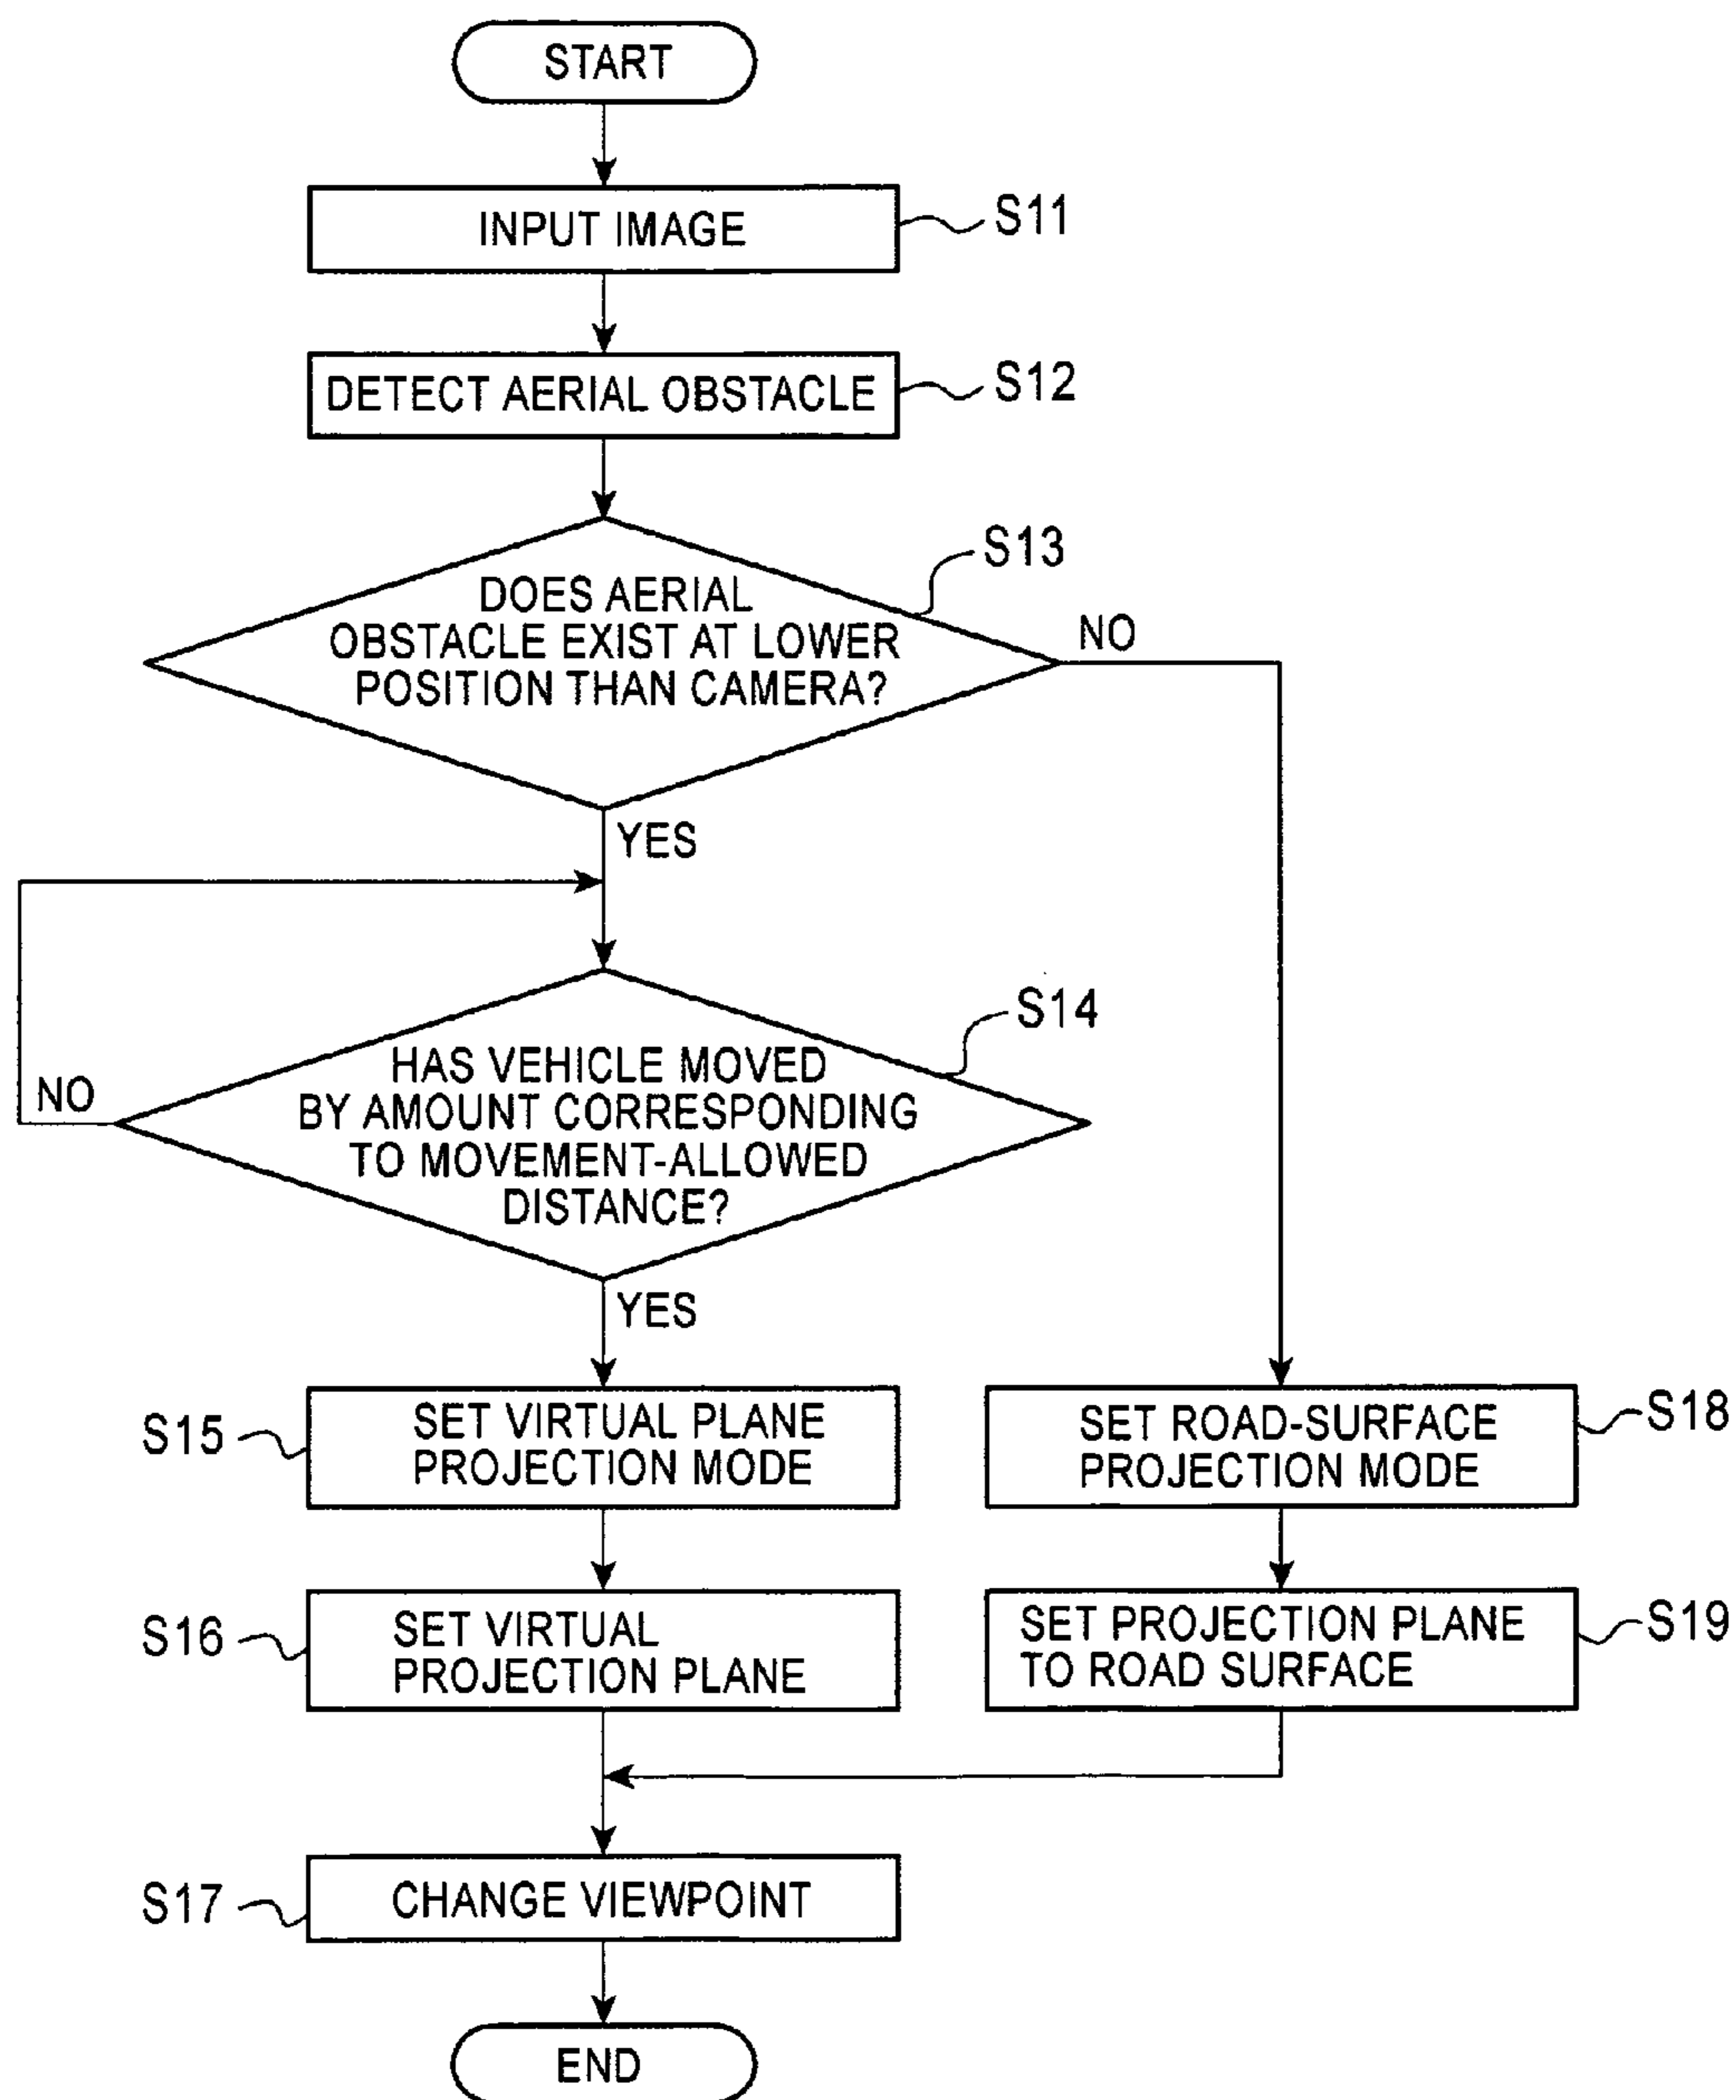 START
INPUT IMAGE
S11
DETECT AERIAL OBSTACLE
S12
S13
DOES AERIAL
OBSTACLE EXIST AT LOWER
POSITION THAN CAMERA?
NO
YES
S14
HAS VEHICLE MOVED
BY AMOUNT CORRESPONDING
TO MOVEMENT-ALLOWED
DISTANCE?
NO
YES
S15
SET VIRTUAL PLANE
PROJECTION MODE
SET ROAD-SURFACE
PROJECTION MODE
S18
S16
SET VIRTUAL
PROJECTION PLANE
SET PROJECTION PLANE
TO ROAD SURFACE
S19
S17
CHANGE VIEWPOINT
END